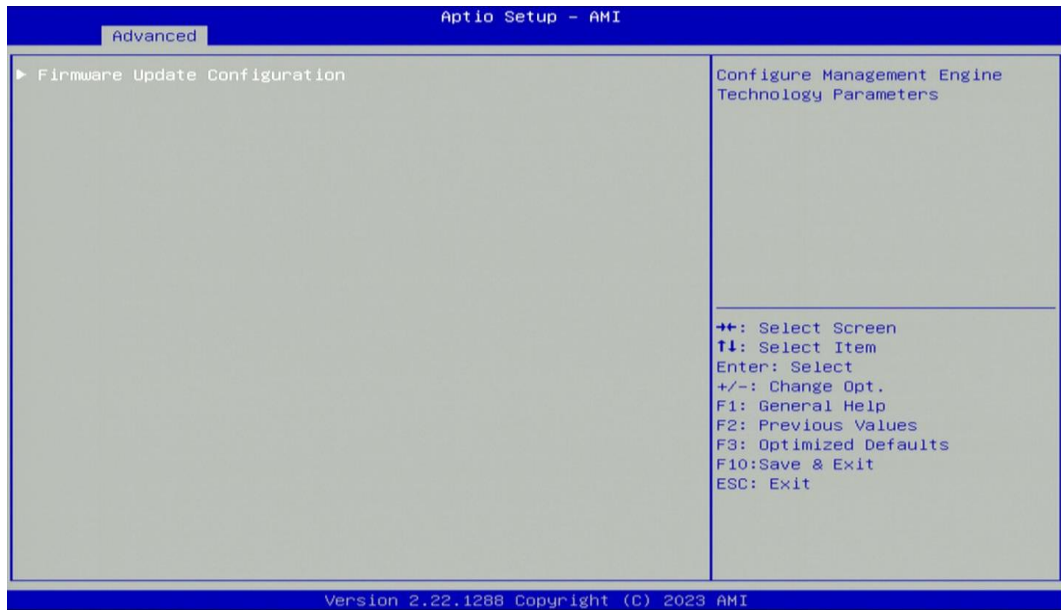 Aptio Setup – AMI
Advanced
▶ Firmware Update Configuration
Configure Management Engine
Technology Parameters
→←: Select Screen
↑↓: Select Item
Enter: Select
+/-: Change Opt.
F1: General Help
F2: Previous Values
F3: Optimized Defaults
F10:Save & Exit
ESC: Exit
Version 2.22.1288 Copyright (C) 2023 AMI